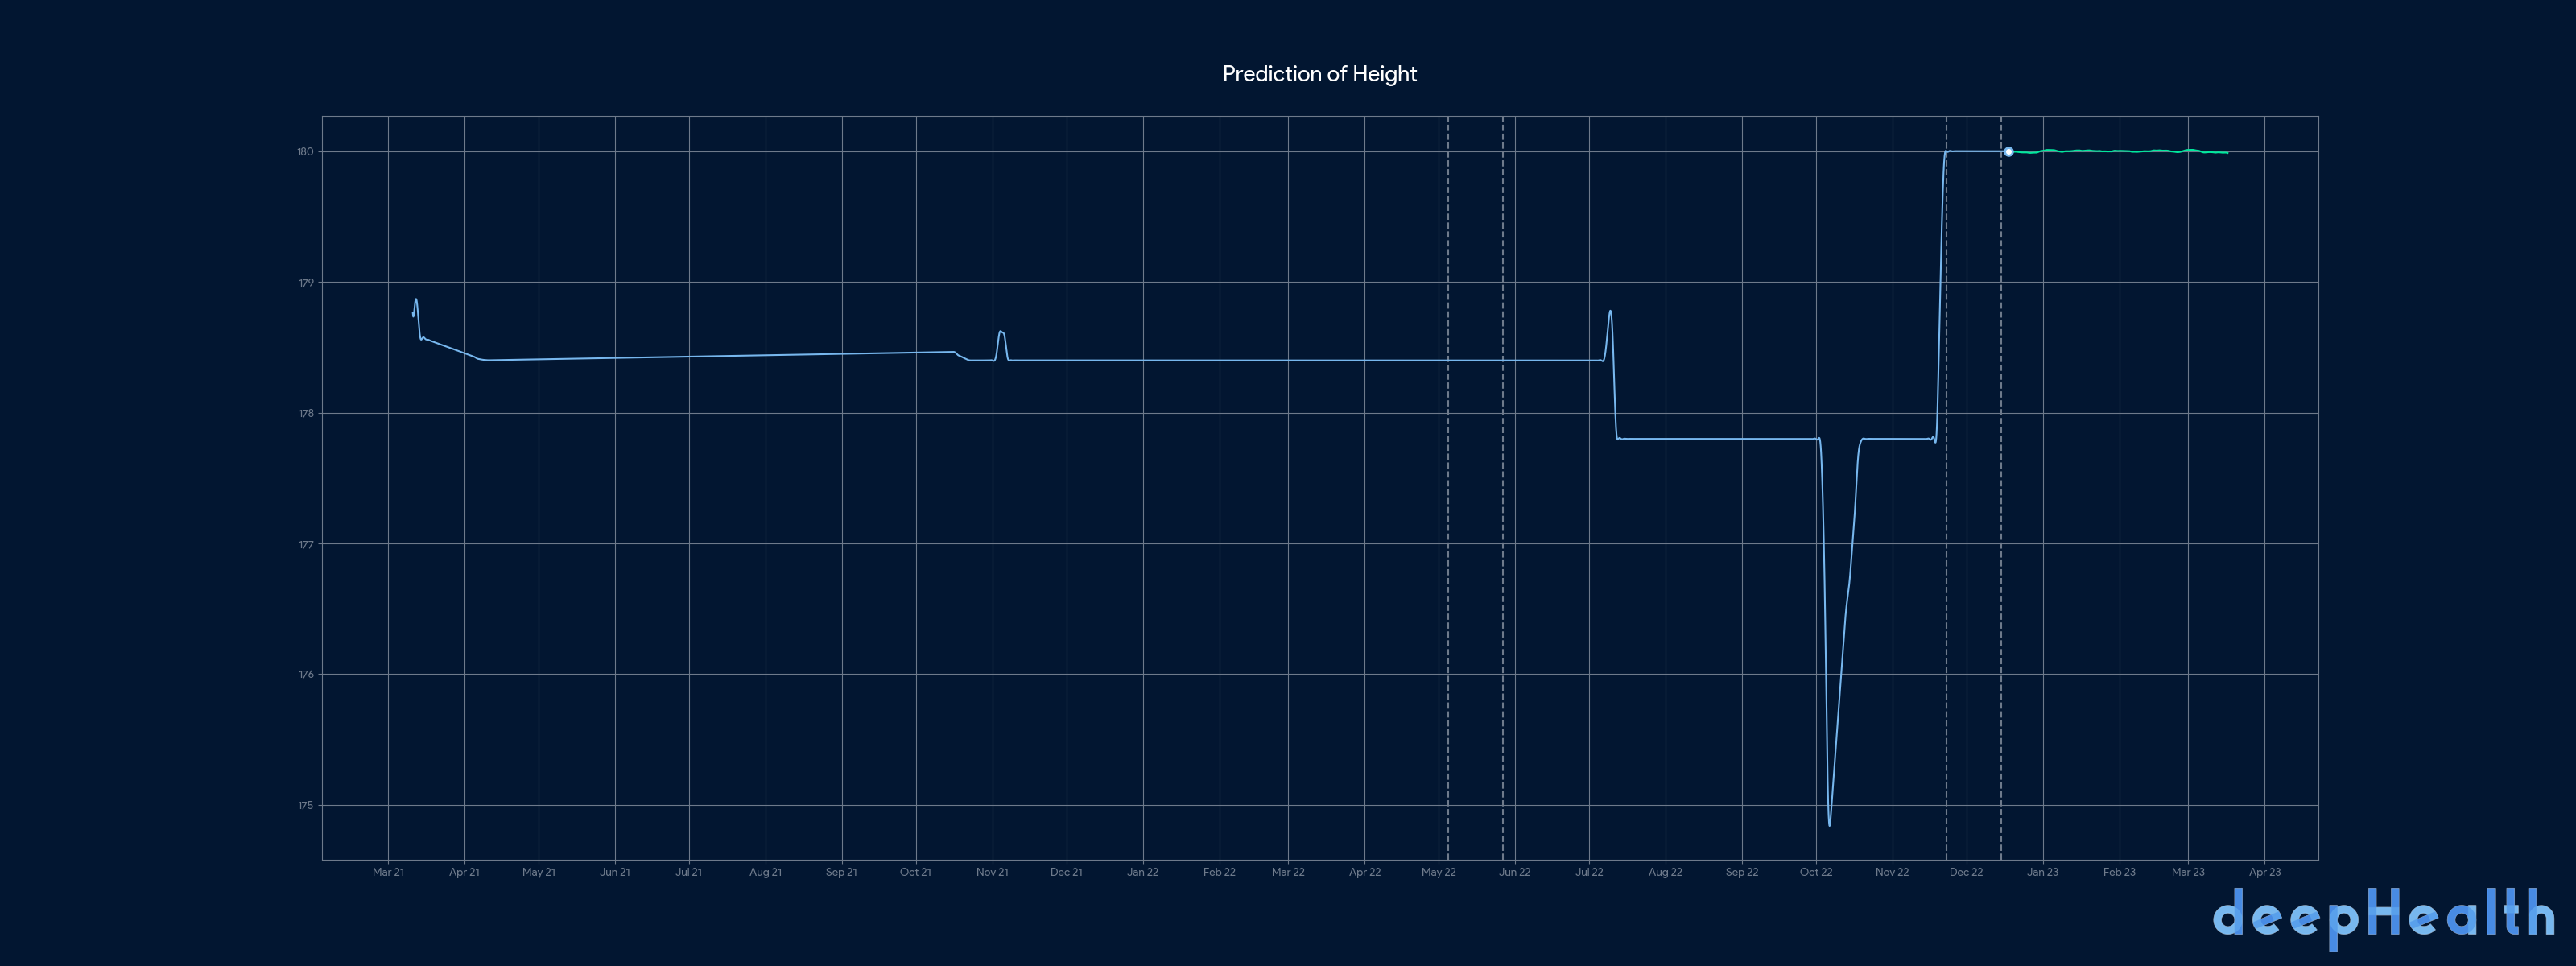 Prediction of Height
180
179
178
177
176
175
Mar 21 Apr 21 May 21 Jun 21 Jul 21 Aug 21 Sep 21 Oct 21 Nov 21 Dec 21 Jan 22 Feb 22 Mar 22 Apr 22 May 22 Jun 22 Jul 22 Aug 22 Sep 22 Oct 22 Nov 22 Dec 22 Jan 23 Feb 23 Mar 23 Apr 23
deepHealth